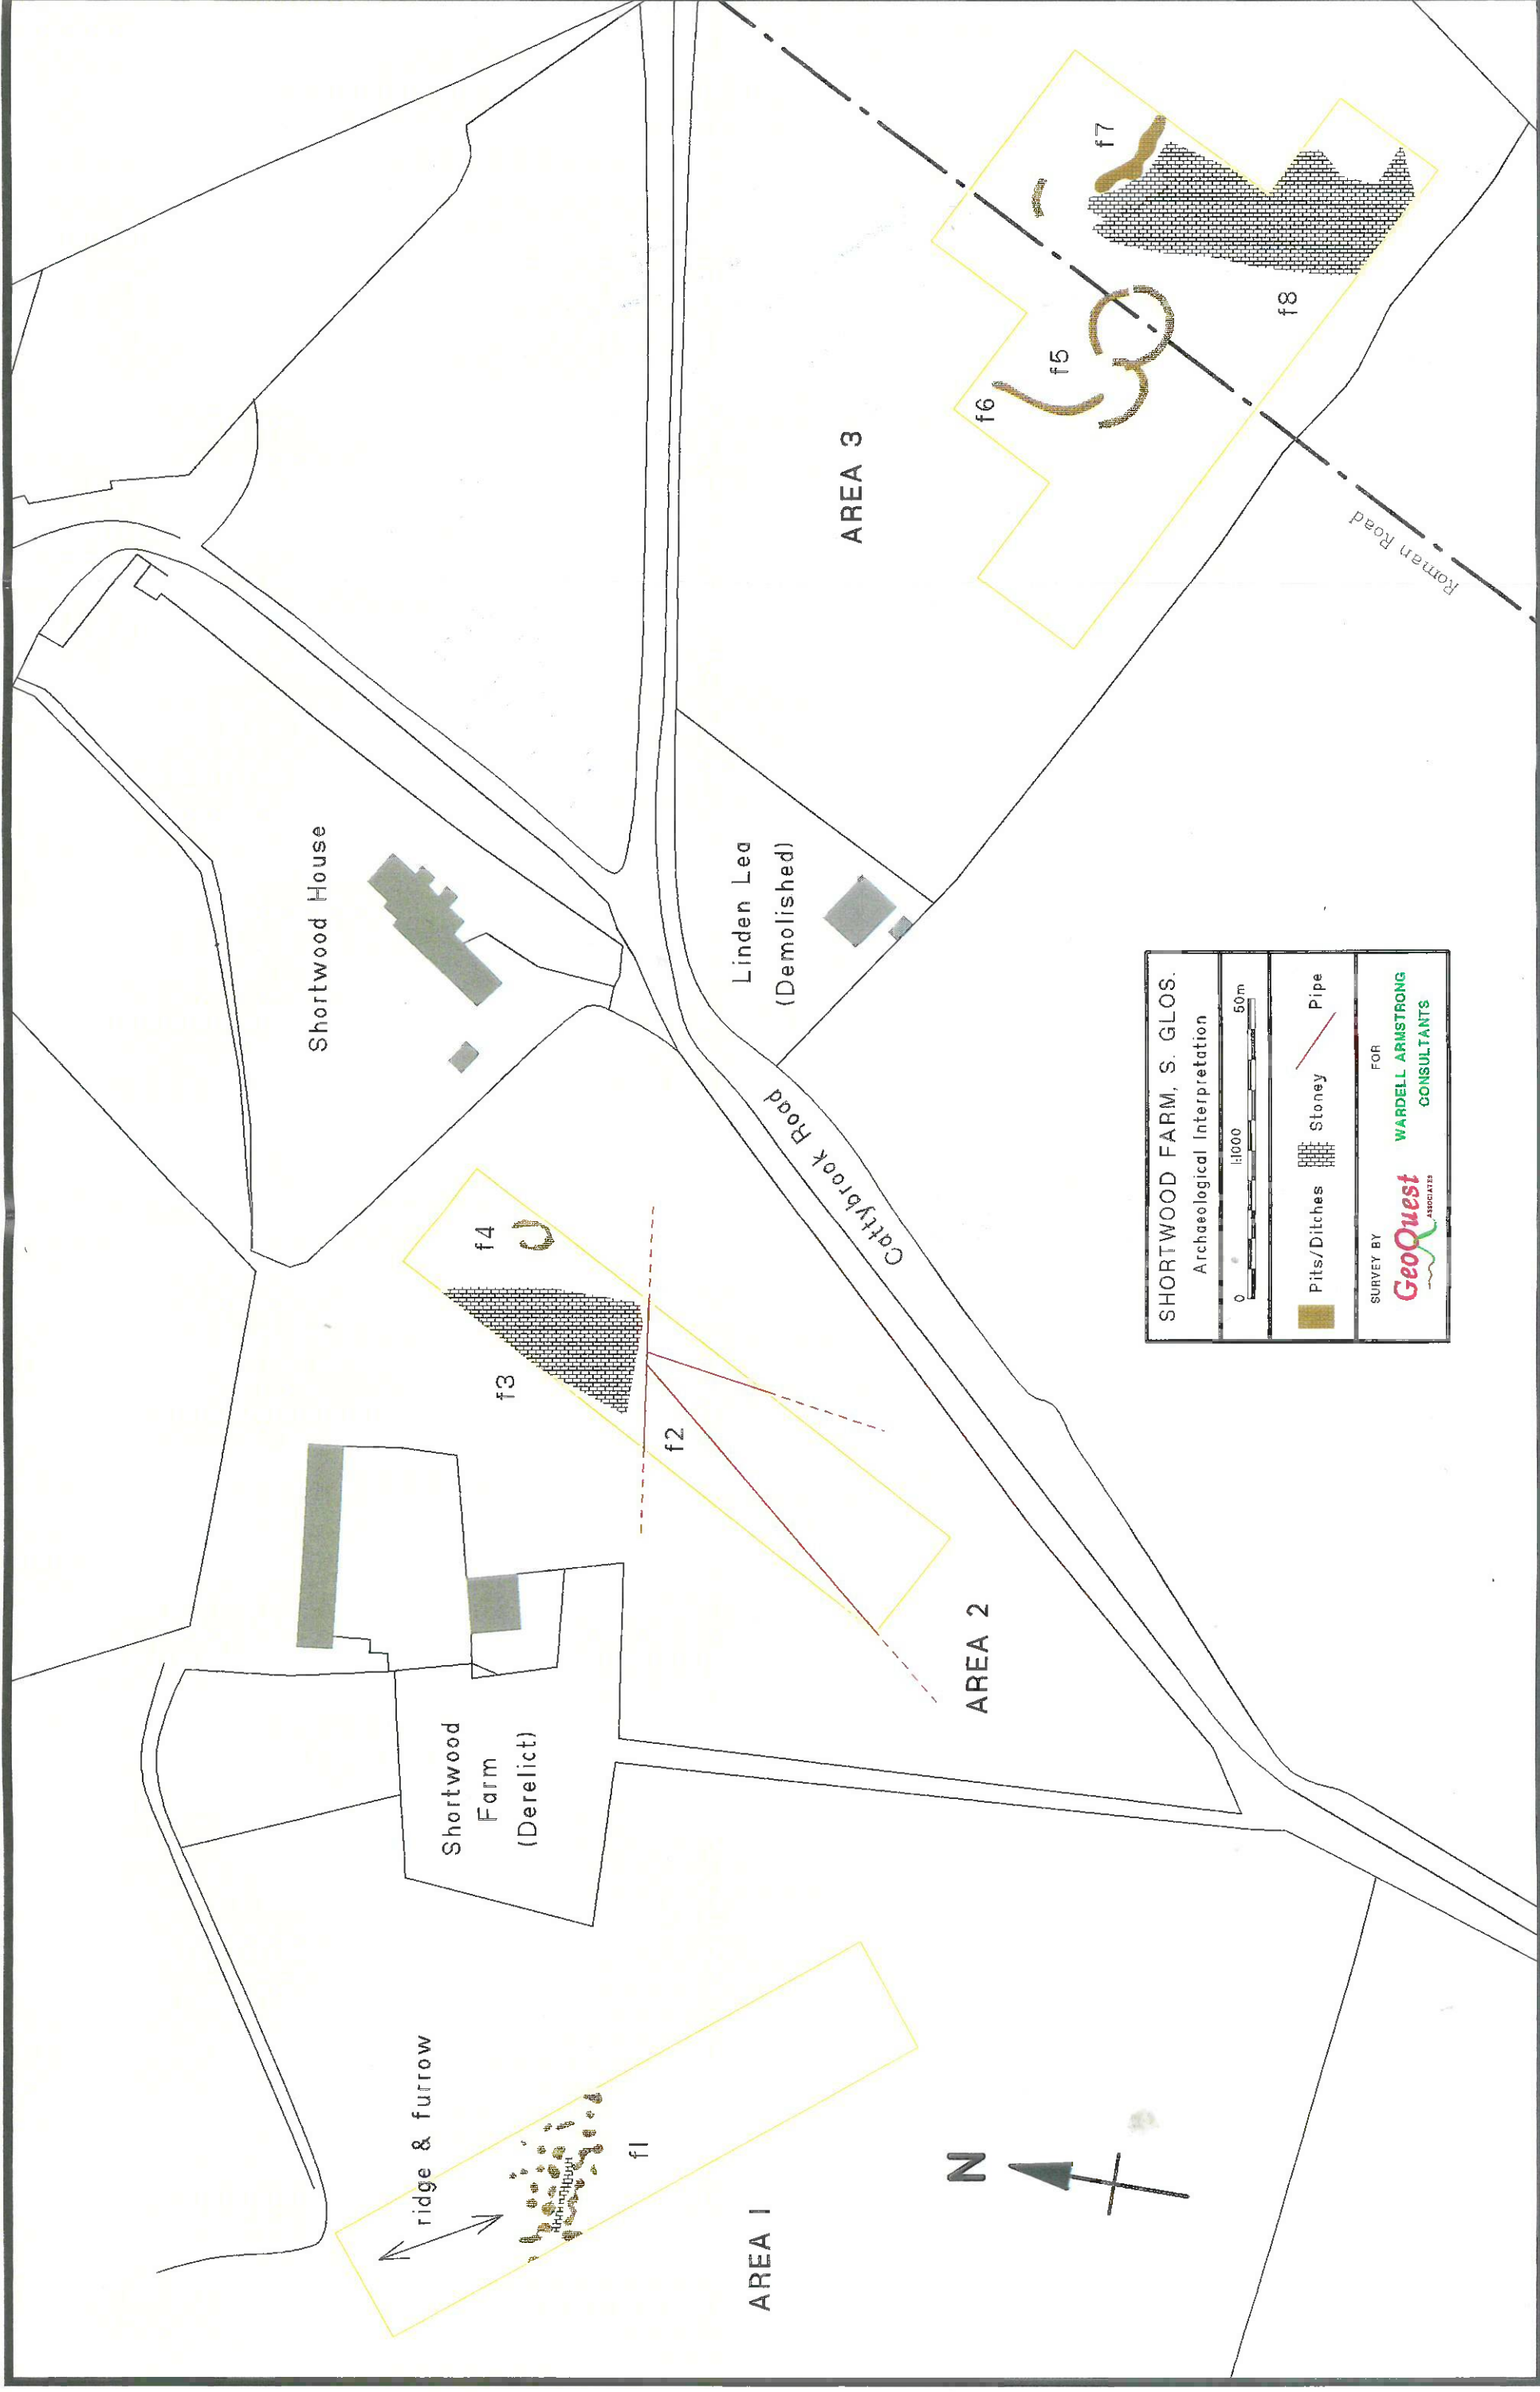 ridge & furrow
f1
AREA 1
N
Shortwood
Farm
(Derelict)
AREA 2
f2
f3
f4
Shortwood House
Cattybrook Road
Linden Lea
(Demolished)
AREA 3
f6
f5
f7
f8
Roman Road
SHORTWOOD FARM, S. GLOS.
Archaeological Interpretation
0 1:1000 50m
Pits/Ditches Stoney Pipe
SURVEY BY FOR
GeoQuest
ASSOCIATES
WARDELL ARMSTRONG
CONSULTANTS